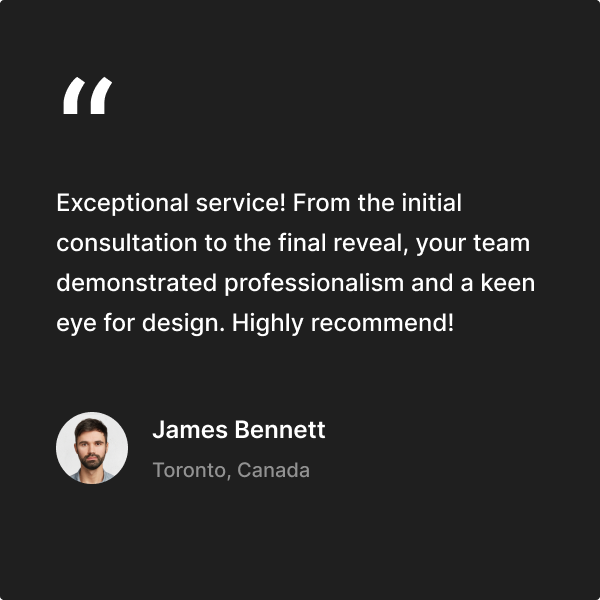 “
Exceptional service! From the initial
consultation to the final reveal, your team
demonstrated professionalism and a keen
eye for design. Highly recommend!
James Bennett
Toronto, Canada